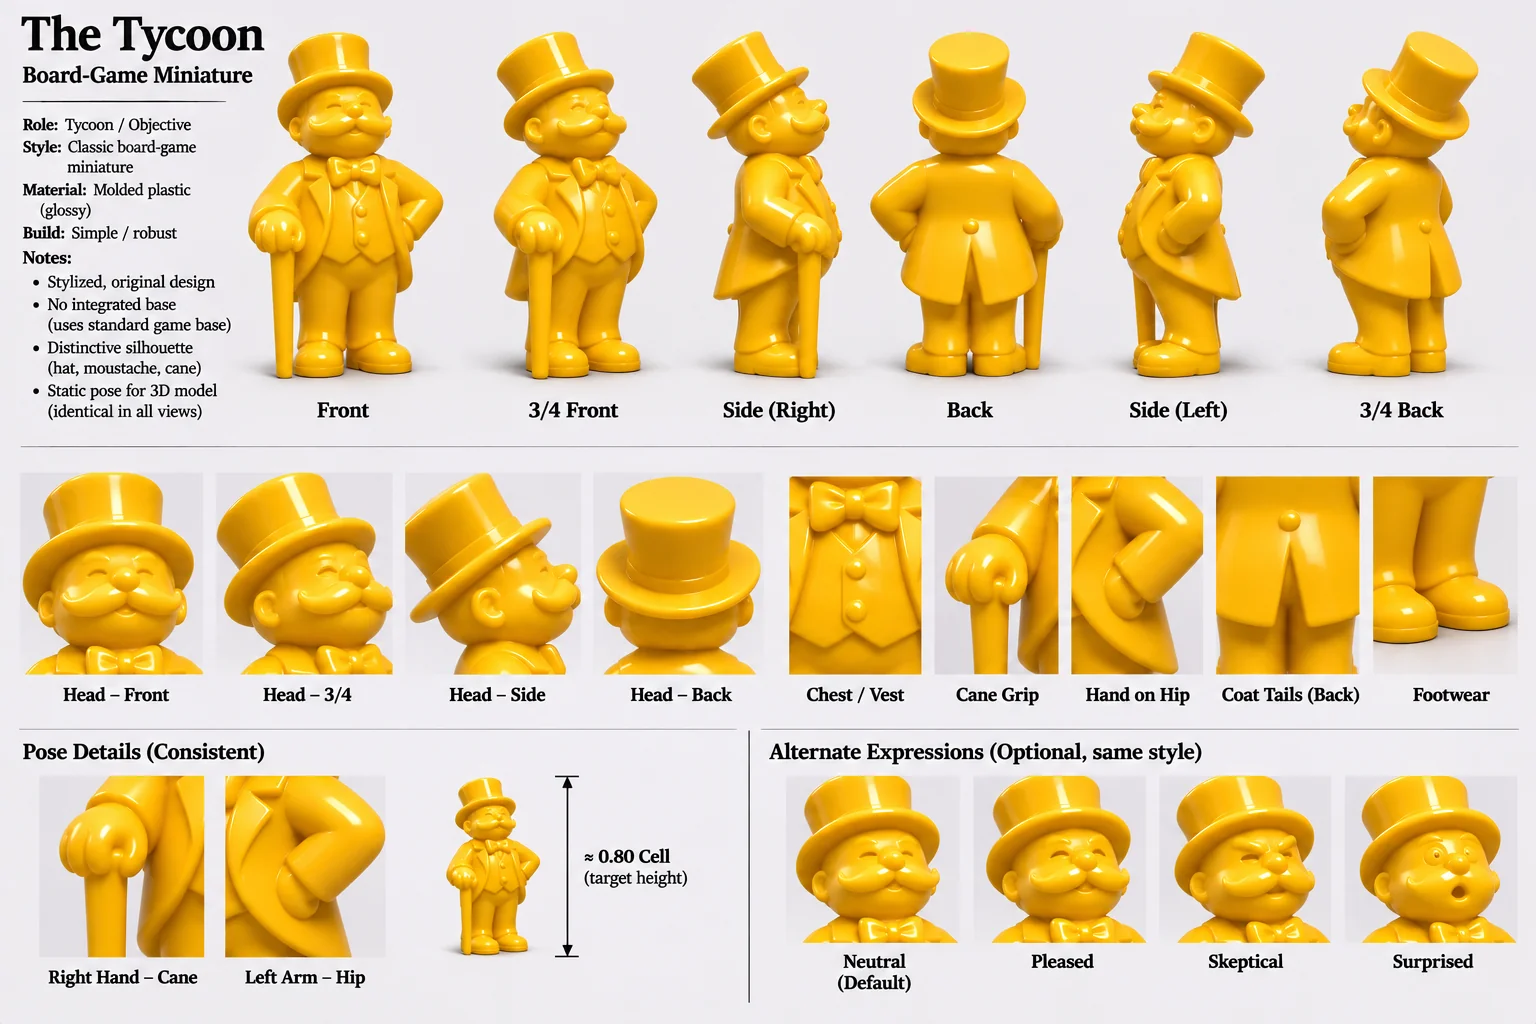 The Tycoon
Board-Game Miniature
Role: Tycoon / Objective
Style: Classic board-game
miniature
Material: Molded plastic
(glossy)
Build: Simple / robust
Notes:
• Stylized, original design
• No integrated base
(uses standard game base)
• Distinctive silhouette
(hat, moustache, cane)
• Static pose for 3D model
(identical in all views)
Front
3/4 Front
Side (Right)
Back
Side (Left)
3/4 Back
Head – Front
Head – 3/4
Head – Side
Head – Back
Chest / Vest
Cane Grip
Hand on Hip
Coat Tails (Back)
Footwear
Pose Details (Consistent)
Right Hand – Cane
Left Arm – Hip
≈ 0.80 Cell
(target height)
Alternate Expressions (Optional, same style)
Neutral
(Default)
Pleased
Skeptical
Surprised